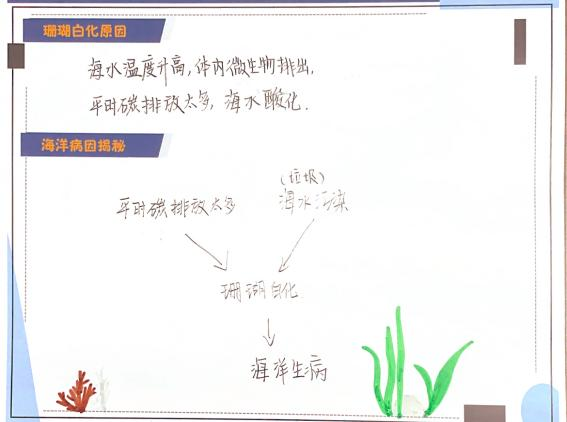 珊瑚白化原因
海水温度升高,体内微生物排出,
平时碳排放太多,海水酸化.
海洋病因揭秘
(垃圾)
平时碳排放太多 海水污染
珊瑚白化
海洋生病